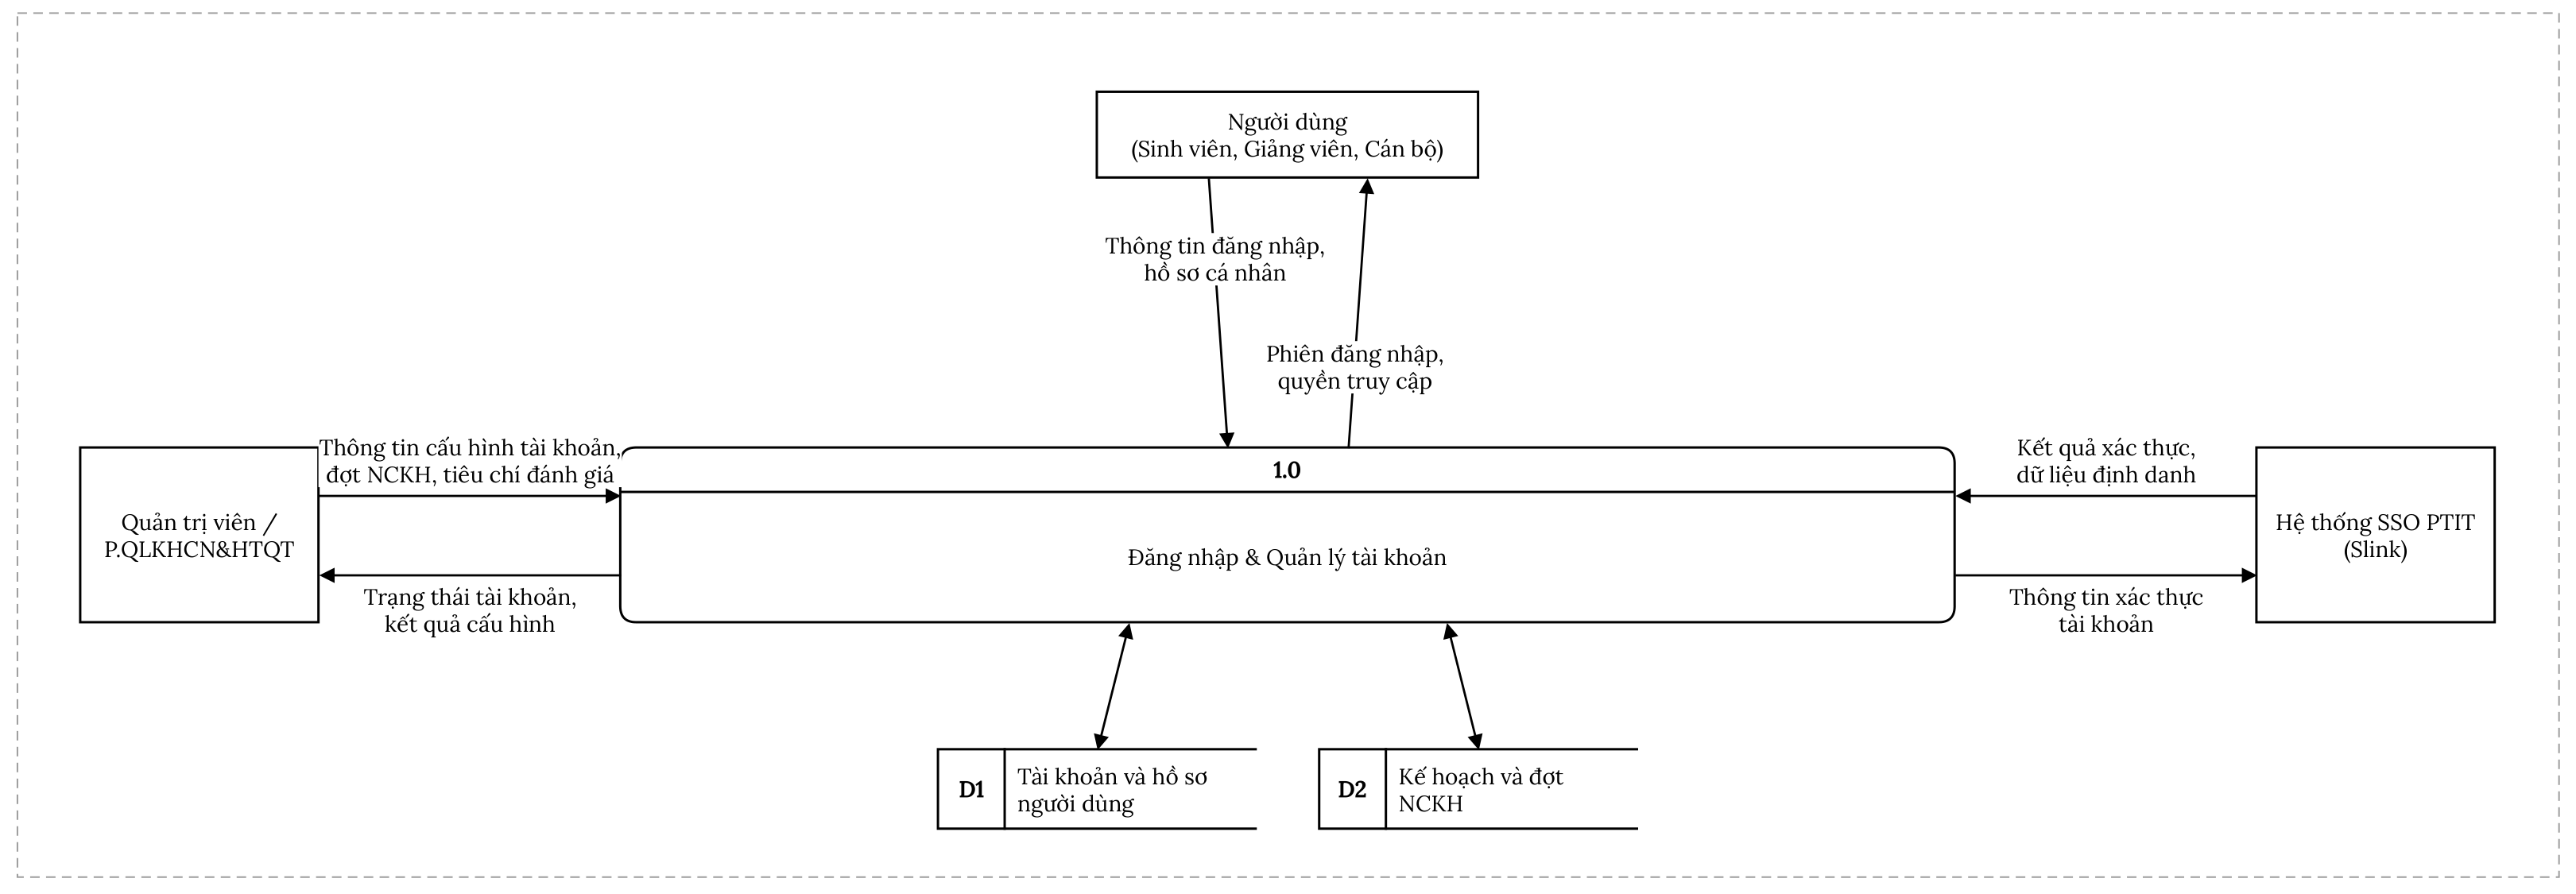 Người dùng
(Sinh viên, Giảng viên, Cán bộ)
Thông tin đăng nhập,
hồ sơ cá nhân
Phiên đăng nhập,
quyền truy cập
Thông tin cấu hình tài khoản,
đợt NCKH, tiêu chí đánh giá
Quản trị viên /
P.QLKHCN&HTQT
Trạng thái tài khoản,
kết quả cấu hình
1.0
Đăng nhập & Quản lý tài khoản
Kết quả xác thực,
dữ liệu định danh
Hệ thống SSO PTIT
(Slink)
Thông tin xác thực
tài khoản
D1
Tài khoản và hồ sơ
người dùng
D2
Kế hoạch và đợt
NCKH